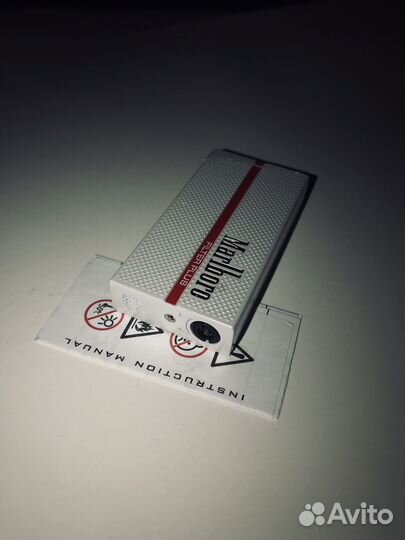 Marlboro
FILTER PLUS
INSTRUCTION MANUAL
Avito